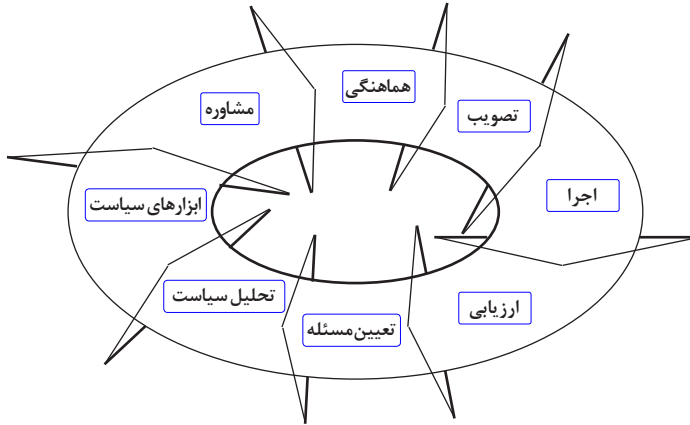 هماهنگی
تصویب
مشاوره
اجرا
ابزارهای سیاست
تحلیل سیاست
ارزیابی
تعیین‌مسئله